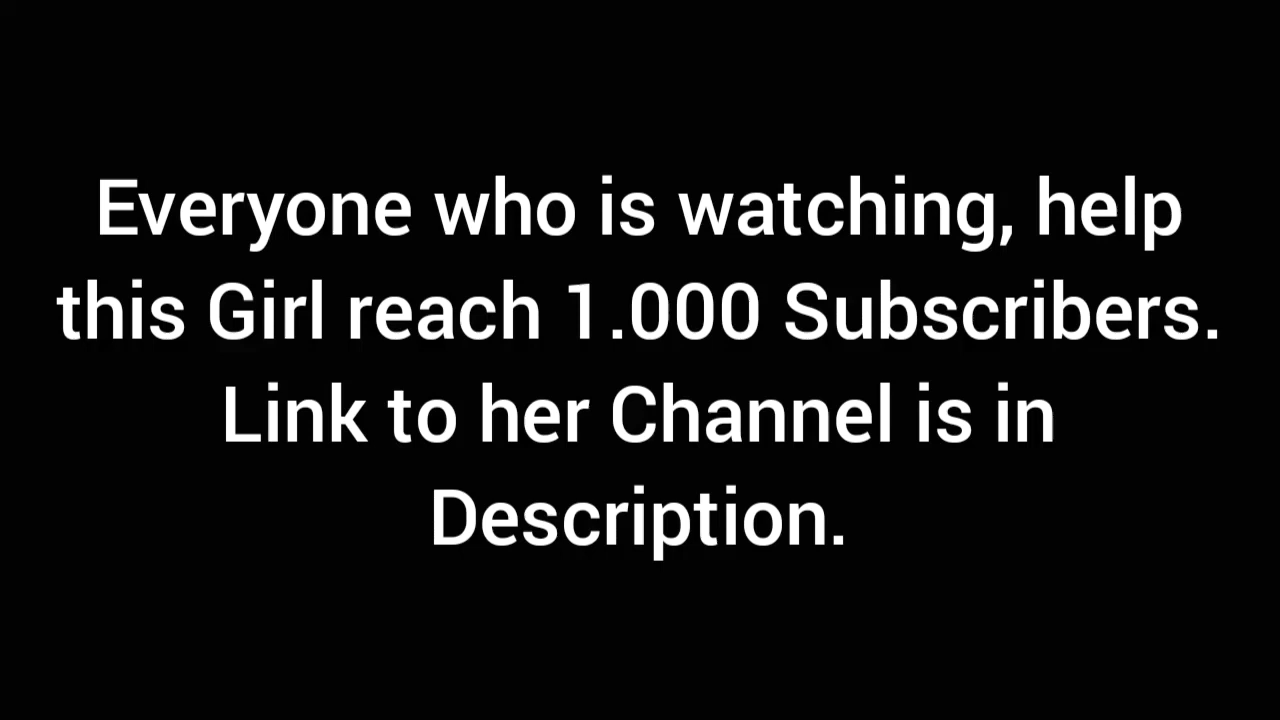 Everyone who is watching, help
this Girl reach 1.000 Subscribers.
Link to her Channel is in
Description.